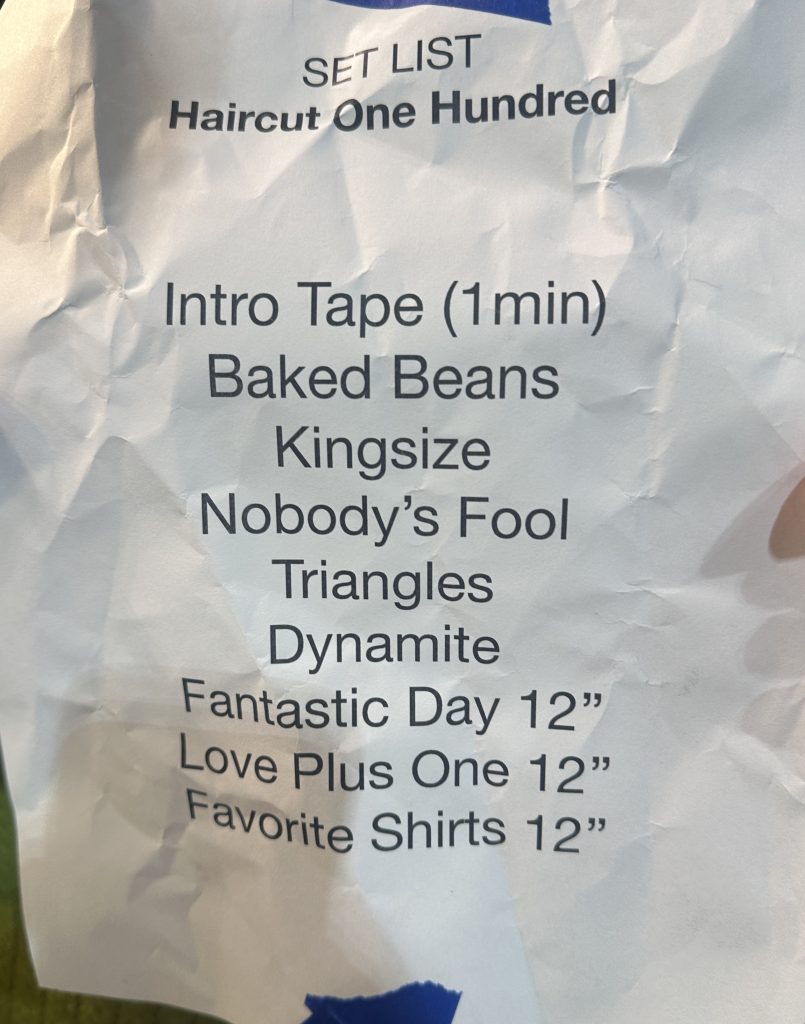 SET LIST
Haircut One Hundred
Intro Tape (1min)
Baked Beans
Kingsize
Nobody’s Fool
Triangles
Dynamite
Fantastic Day 12”
Love Plus One 12”
Favorite Shirts 12”